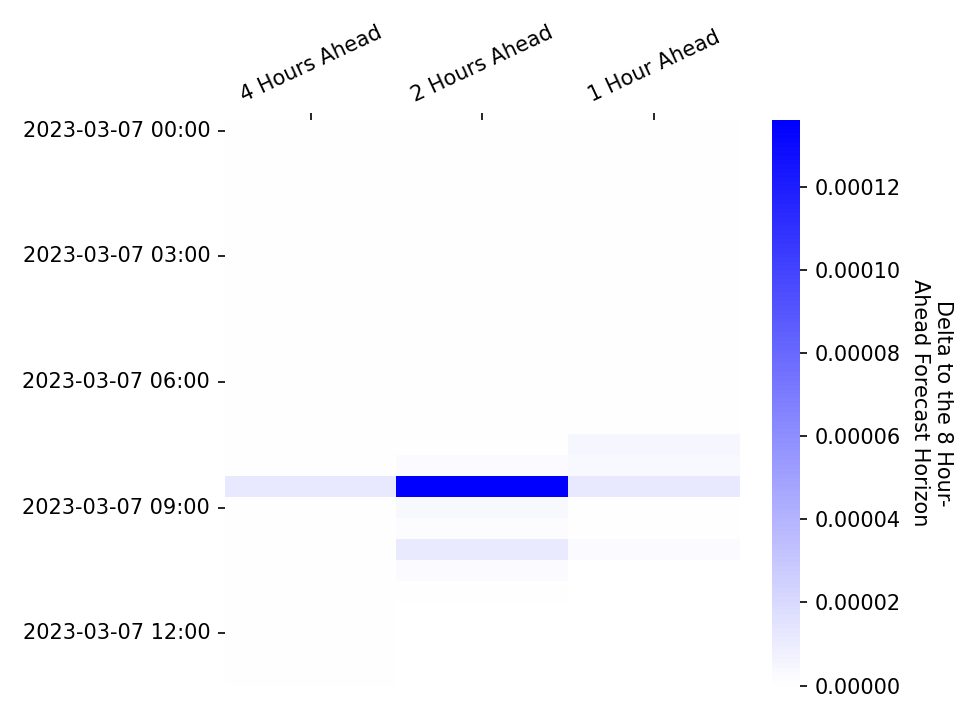 4 Hours Ahead
2 Hours Ahead
1 Hour Ahead
2023-03-07 00:00
2023-03-07 03:00
2023-03-07 06:00
2023-03-07 09:00
2023-03-07 12:00
0.00012
0.00010
0.00008
0.00006
0.00004
0.00002
0.00000
Delta to the 8 Hour-
Ahead Forecast Horizon